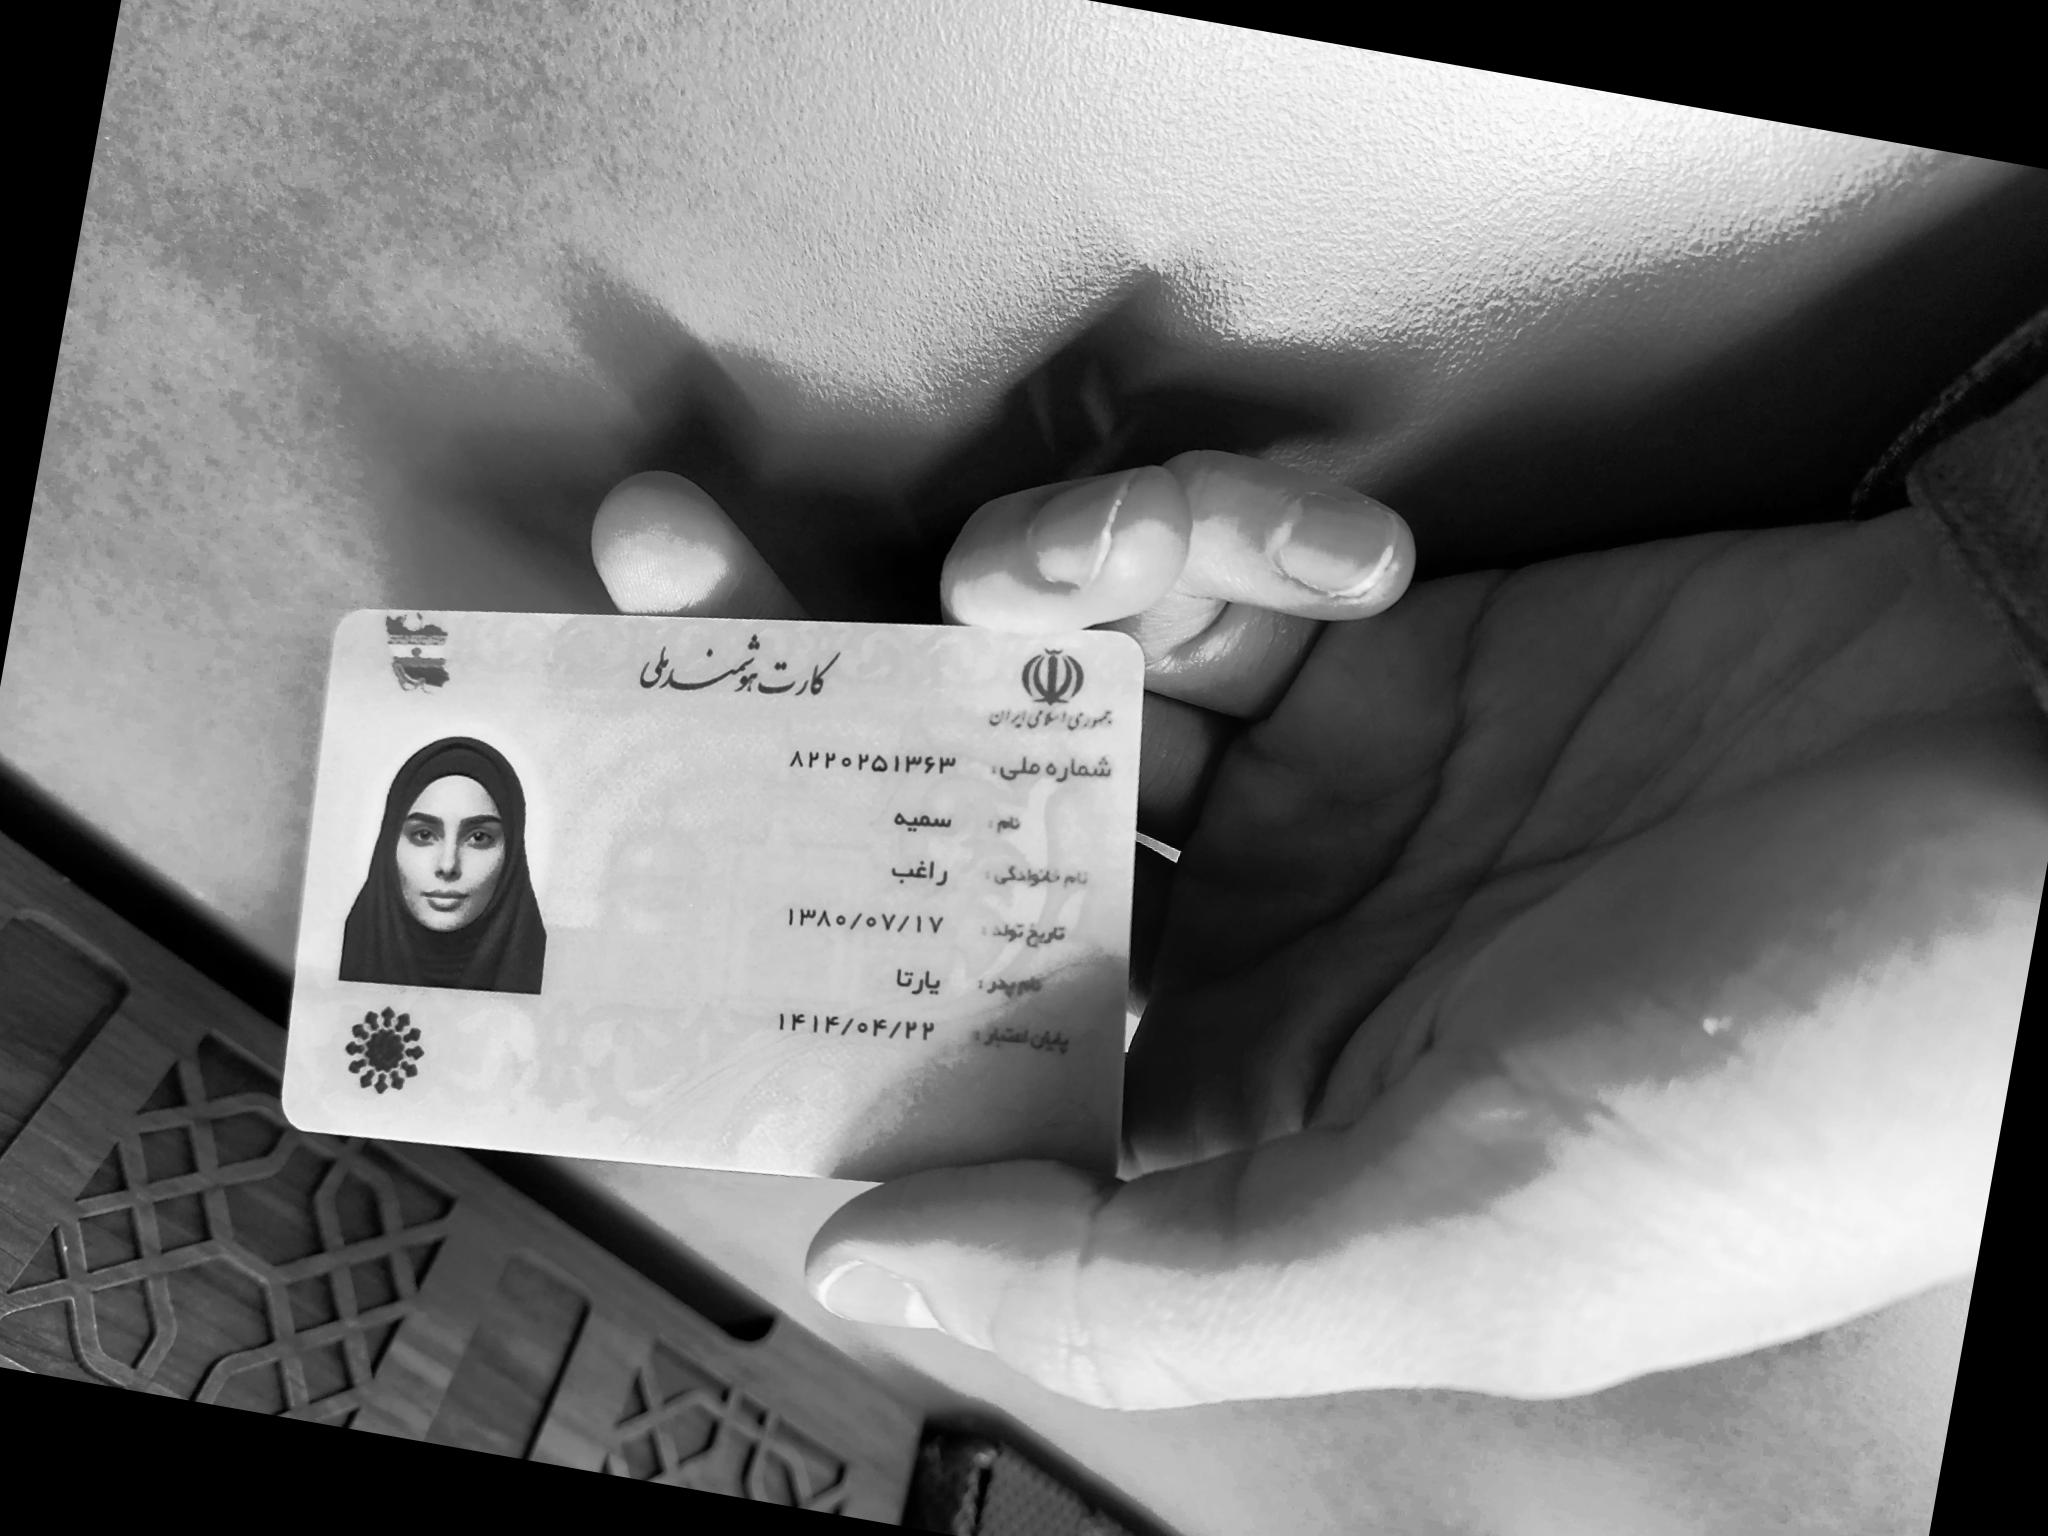 کارت هوشمند ملی
جمهوری اسلامی ایران
شماره ملی: ۸۲۲۰۲۵۱۳۶۳
نام: سمیه
نام خانوادگی: راغب
تاریخ تولد: ۱۳۸۰/۰۷/۱۷
نام پدر: یارتا
پایان اعتبار: ۱۴۱۴/۰۴/۲۲